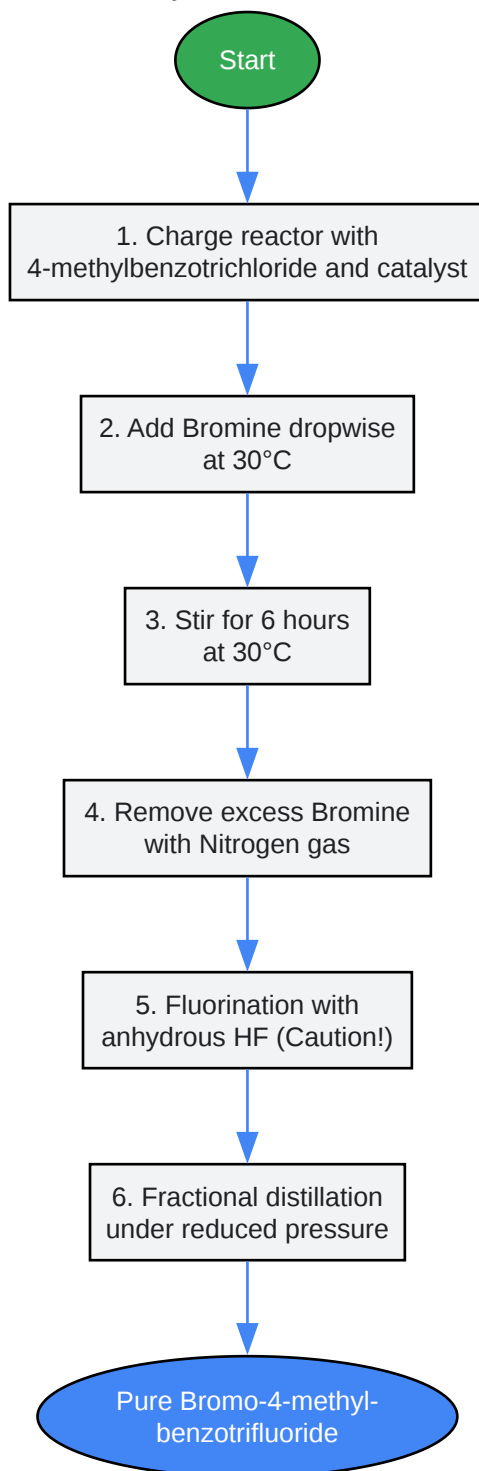 Start
1. Charge reactor with
4-methylbenzotrichloride and catalyst
2. Add Bromine dropwise
at 30°C
3. Stir for 6 hours
at 30°C
4. Remove excess Bromine
with Nitrogen gas
5. Fluorination with
anhydrous HF (Caution!)
6. Fractional distillation
under reduced pressure
Pure Bromo-4-methyl-
benzotrifluoride